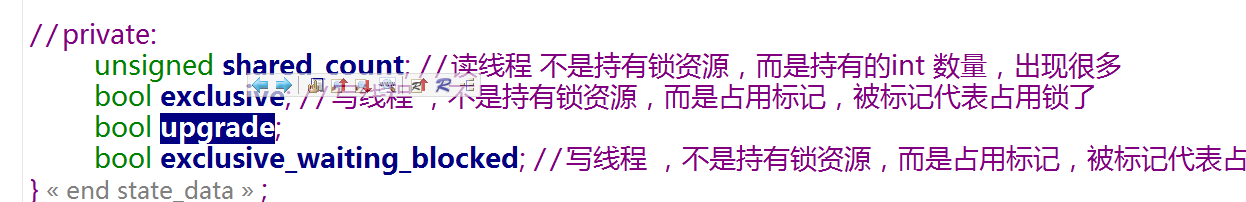 //private:
unsigned shared_count; //读线程 不是持有锁资源，而是持有的int 数量，出现很多
bool exclusive; //写线程 ，不是持有锁资源，而是占用标记，被标记代表占用锁了
bool upgrade;
bool exclusive_waiting_blocked; //写线程 ，不是持有锁资源，而是占用标记，被标记代表占
} « end state_data » ;